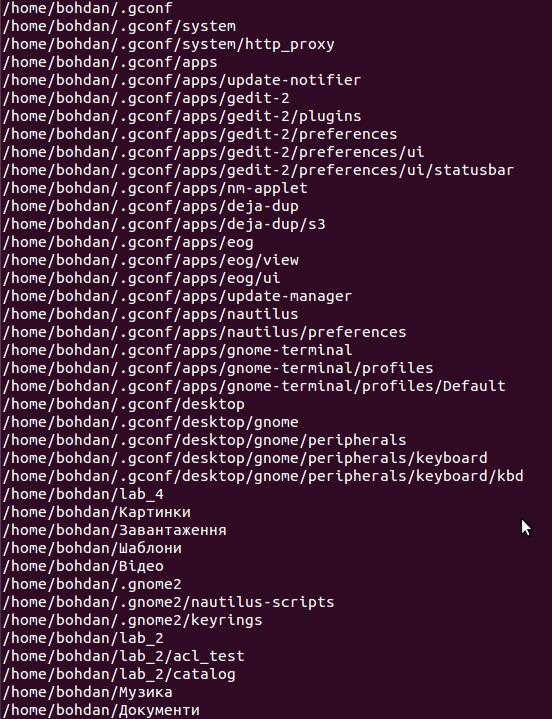 /home/bohdan/.gconf
/home/bohdan/.gconf/system
/home/bohdan/.gconf/system/http_proxy
/home/bohdan/.gconf/apps
/home/bohdan/.gconf/apps/update-notifier
/home/bohdan/.gconf/apps/gedit-2
/home/bohdan/.gconf/apps/gedit-2/plugins
/home/bohdan/.gconf/apps/gedit-2/preferences
/home/bohdan/.gconf/apps/gedit-2/preferences/ui
/home/bohdan/.gconf/apps/gedit-2/preferences/ui/statusbar
/home/bohdan/.gconf/apps/nm-applet
/home/bohdan/.gconf/apps/deja-dup
/home/bohdan/.gconf/apps/deja-dup/s3
/home/bohdan/.gconf/apps/eog
/home/bohdan/.gconf/apps/eog/view
/home/bohdan/.gconf/apps/eog/ui
/home/bohdan/.gconf/apps/update-manager
/home/bohdan/.gconf/apps/nautilus
/home/bohdan/.gconf/apps/nautilus/preferences
/home/bohdan/.gconf/apps/gnome-terminal
/home/bohdan/.gconf/apps/gnome-terminal/profiles
/home/bohdan/.gconf/apps/gnome-terminal/profiles/Default
/home/bohdan/.gconf/desktop
/home/bohdan/.gconf/desktop/gnome
/home/bohdan/.gconf/desktop/gnome/peripherals
/home/bohdan/.gconf/desktop/gnome/peripherals/keyboard
/home/bohdan/.gconf/desktop/gnome/peripherals/keyboard/kbd
/home/bohdan/lab_4
/home/bohdan/Картинки
/home/bohdan/Завантаження
/home/bohdan/Шаблони
/home/bohdan/Відео
/home/bohdan/.gnome2
/home/bohdan/.gnome2/nautilus-scripts
/home/bohdan/.gnome2/keyrings
/home/bohdan/lab_2
/home/bohdan/lab_2/acl_test
/home/bohdan/lab_2/catalog
/home/bohdan/Музика
/home/bohdan/Документи